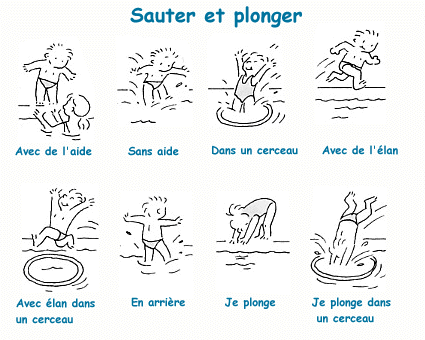 Sauter et plonger
Avec de l'aide
Sans aide
Dans un cerceau
Avec de l'élan
Avec élan dans
un cerceau
En arrière
Je plonge
Je plonge dans
un cerceau